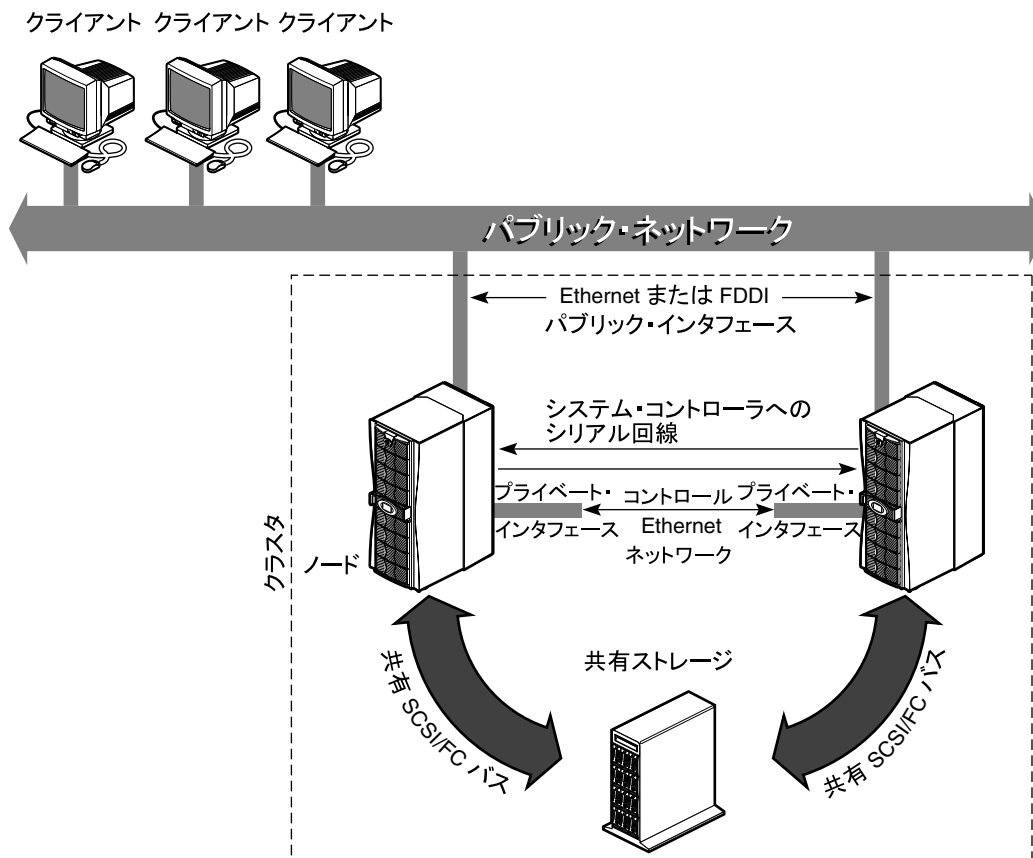 クライアント クライアント クライアント
パブリック・ネットワーク
Ethernet または FDDI
パブリック・インタフェース
システム・コントローラへの
シリアル回線
プライベート・
インタフェース
コントロール
Ethernet
ネットワーク
プライベート・
インタフェース
クラスタ
ノード
共有ストレージ
共有 SCSI/FC バス
共有 SCSI/FC バス